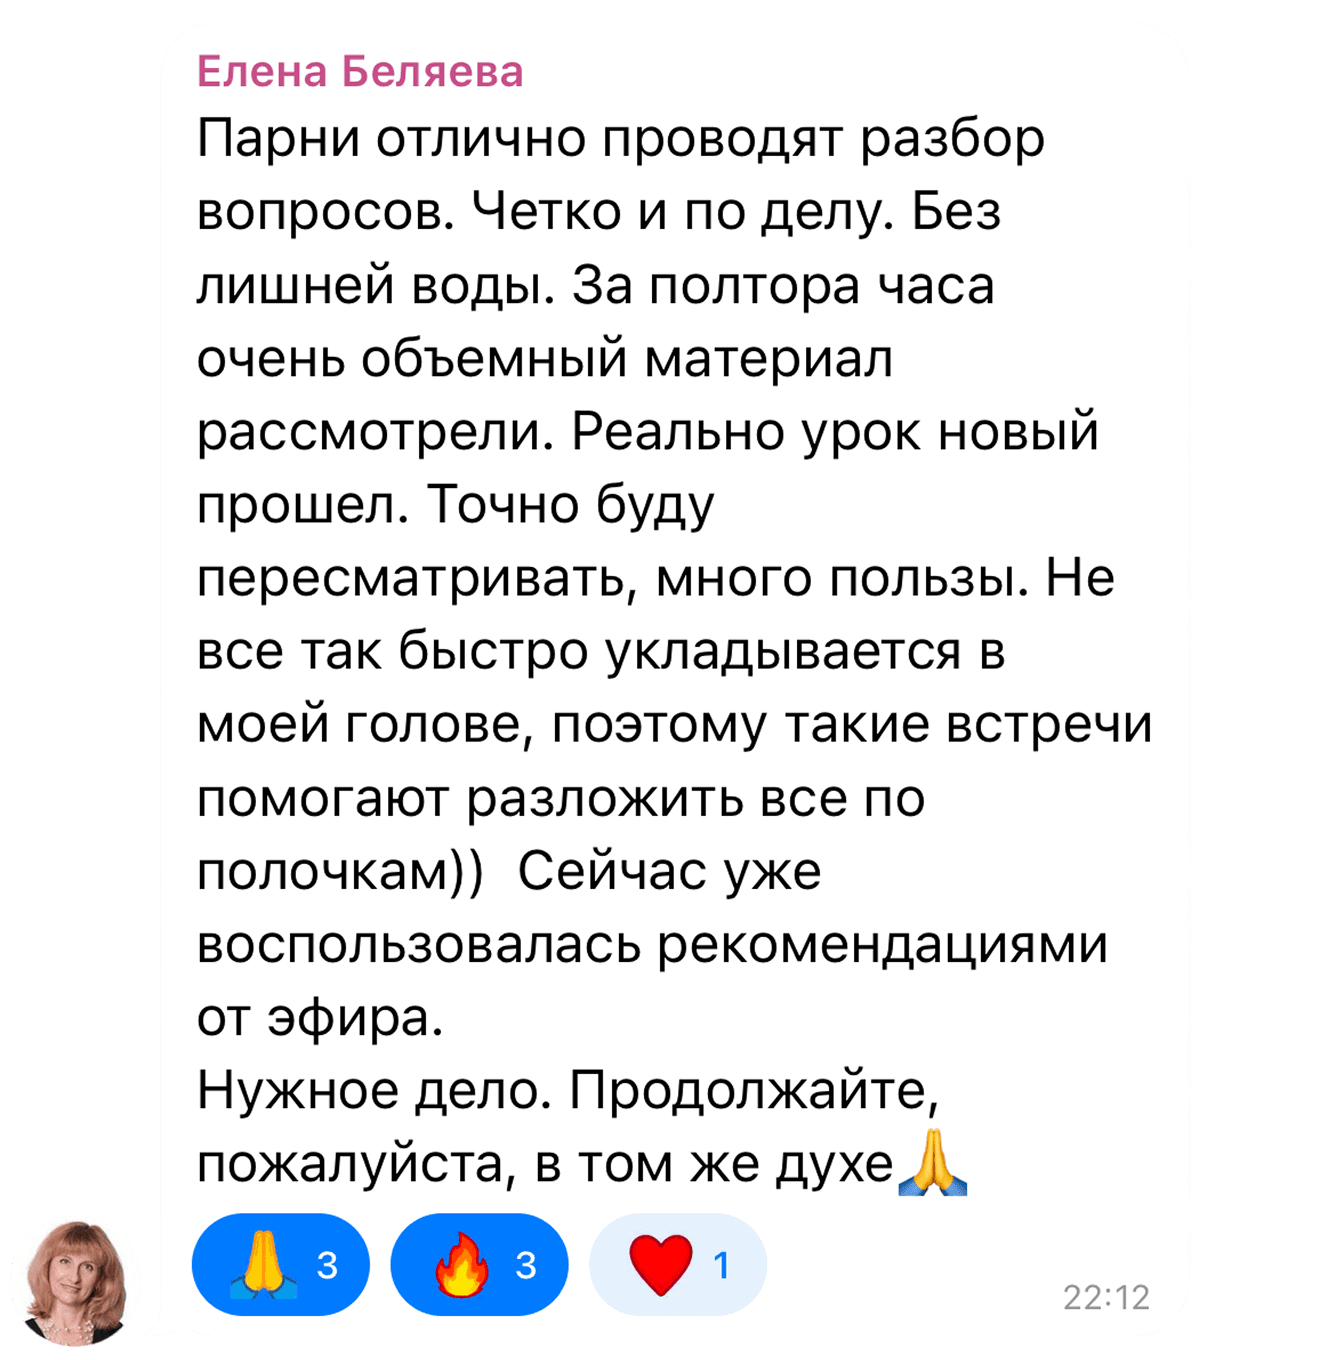 Елена Беляева
Парни отлично проводят разбор
вопросов. Четко и по делу. Без
лишней воды. За полтора часа
очень объемный материал
рассмотрели. Реально урок новый
прошел. Точно буду
пересматривать, много пользы. Не
все так быстро укладывается в
моей голове, поэтому такие встречи
помогают разложить все по
полочкам))  Сейчас уже
воспользовалась рекомендациями
от эфира.
Нужное дело. Продолжайте,
пожалуйста, в том же духе🙏
🙏 3 🔥 3 ❤️ 1
22:12